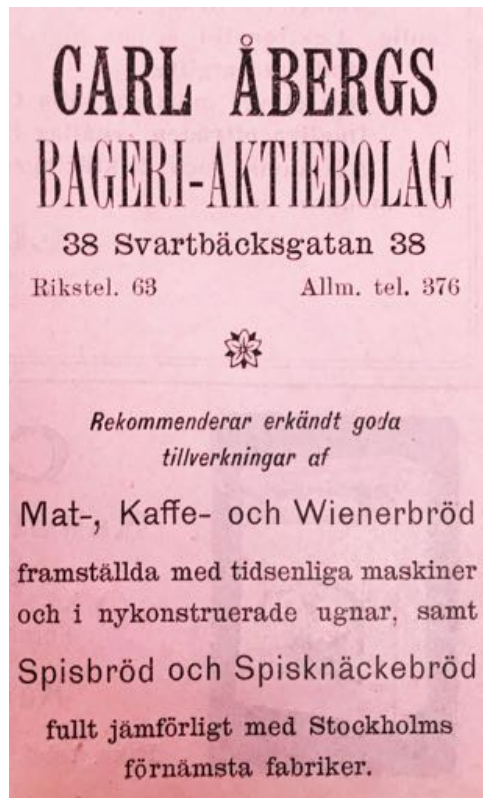 CARL ÅBERGS
BAGERI-AKTIEBOLAG
38 Svartbäcksgatan 38
Rikstel. 63 Allm. tel. 376
Rekommenderar erkändt goda
tillverkningar af
Mat-, Kaffe- och Wienerbröd
framställda med tidsenliga maskiner
och i nykonstruerade ugnar, samt
Spisbröd och Spisknäckebröd
fullt jämförligt med Stockholms
förnämsta fabriker.